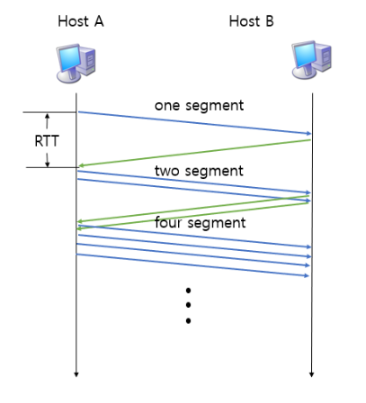 Host A
Host B
one segment
RTT
two segment
four segment